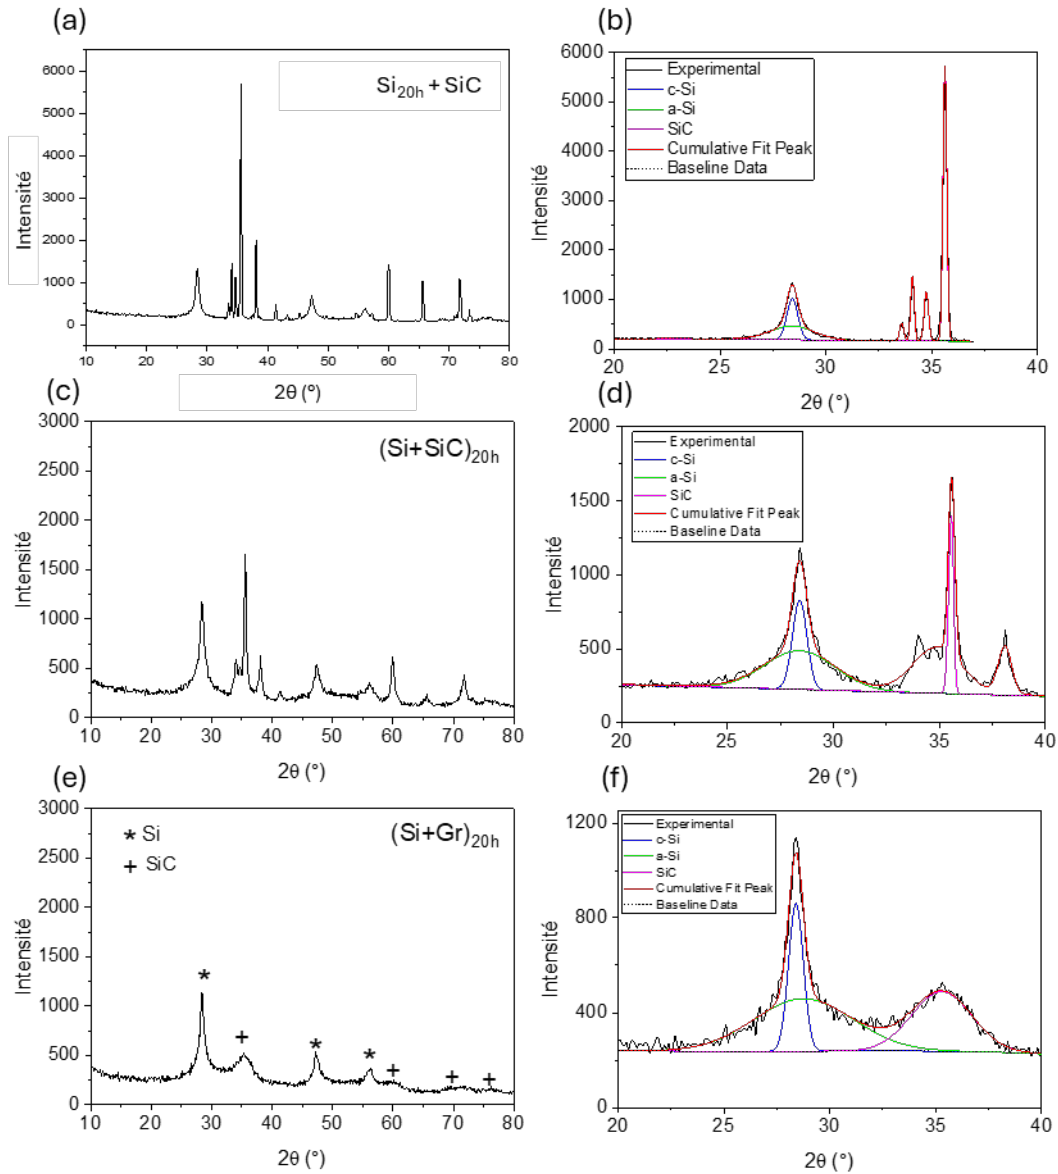 (a)
Si20h + SiC
Intensité
6000
5000
4000
3000
2000
1000
0
10 20 30 40 50 60 70 80
2θ (°)
(b)
Experimental
c-Si
a-Si
SiC
Cumulative Fit Peak
Baseline Data
Intensité
6000
5000
4000
3000
2000
1000
0
20 25 30 35 40
2θ (°)
(c)
(Si+SiC)20h
Intensité
3000
2500
2000
1500
1000
500
0
10 20 30 40 50 60 70 80
2θ (°)
(d)
Experimental
c-Si
a-Si
SiC
Cumulative Fit Peak
Baseline Data
Intensité
2000
1500
1000
500
0
20 25 30 35 40
2θ (°)
(e)
* Si
+ SiC
(Si+Gr)20h
Intensité
3000
2500
2000
1500
1000
500
0
* + * * + + +
10 20 30 40 50 60 70 80
2θ (°)
(f)
Experimental
c-Si
a-Si
SiC
Cumulative Fit Peak
Baseline Data
Intensité
1200
800
400
0
20 25 30 35 40
2θ (°)